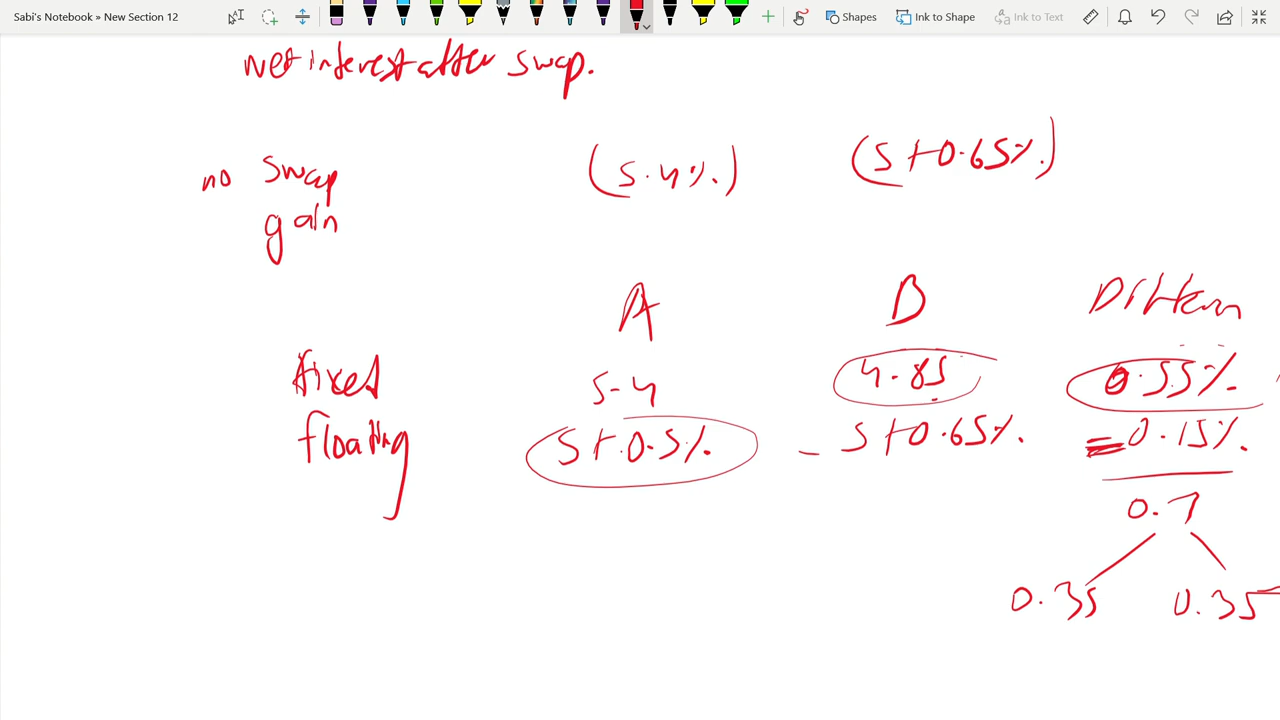 Sabi's Notebook » New Section 12
Shapes Ink to Shape Ink to Text
net interest after swap.
no swap (5.4%.) (S+0.65%.)
gain
A B
fixed 5-4 4-85 0.55%.
floating S+0.5%. - S+0.65%. =0.15%.
0.7
0.35 0.35